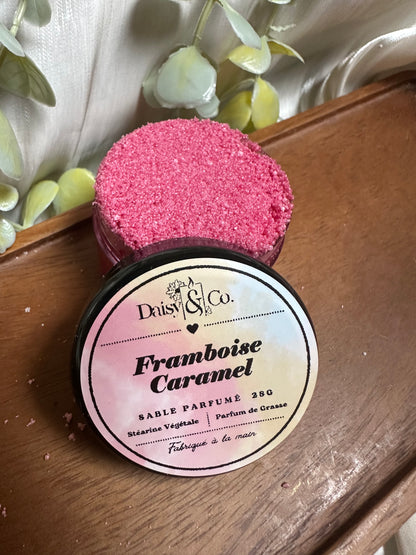 Daisy & Co.
Framboise
Caramel
SABLE PARFUMÉ 28G
Stéarine Végétale | Parfum de Grasse
Fabriqué à la main